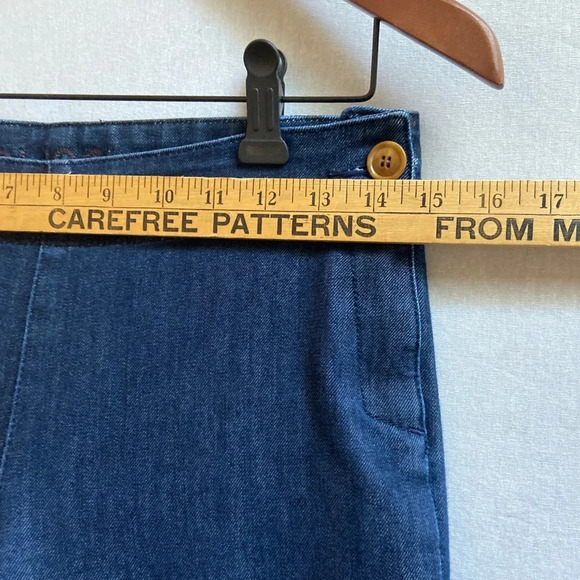 7 8 9 10 11 12 13 14 15 16 17
CAREFREE PATTERNS FROM M